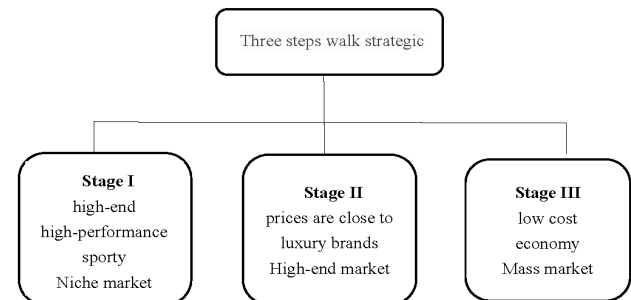 Three steps walk strategic
Stage I
high-end
high-performance
sporty
Niche market
Stage II
prices are close to
luxury brands
High-end market
Stage III
low cost
economy
Mass market